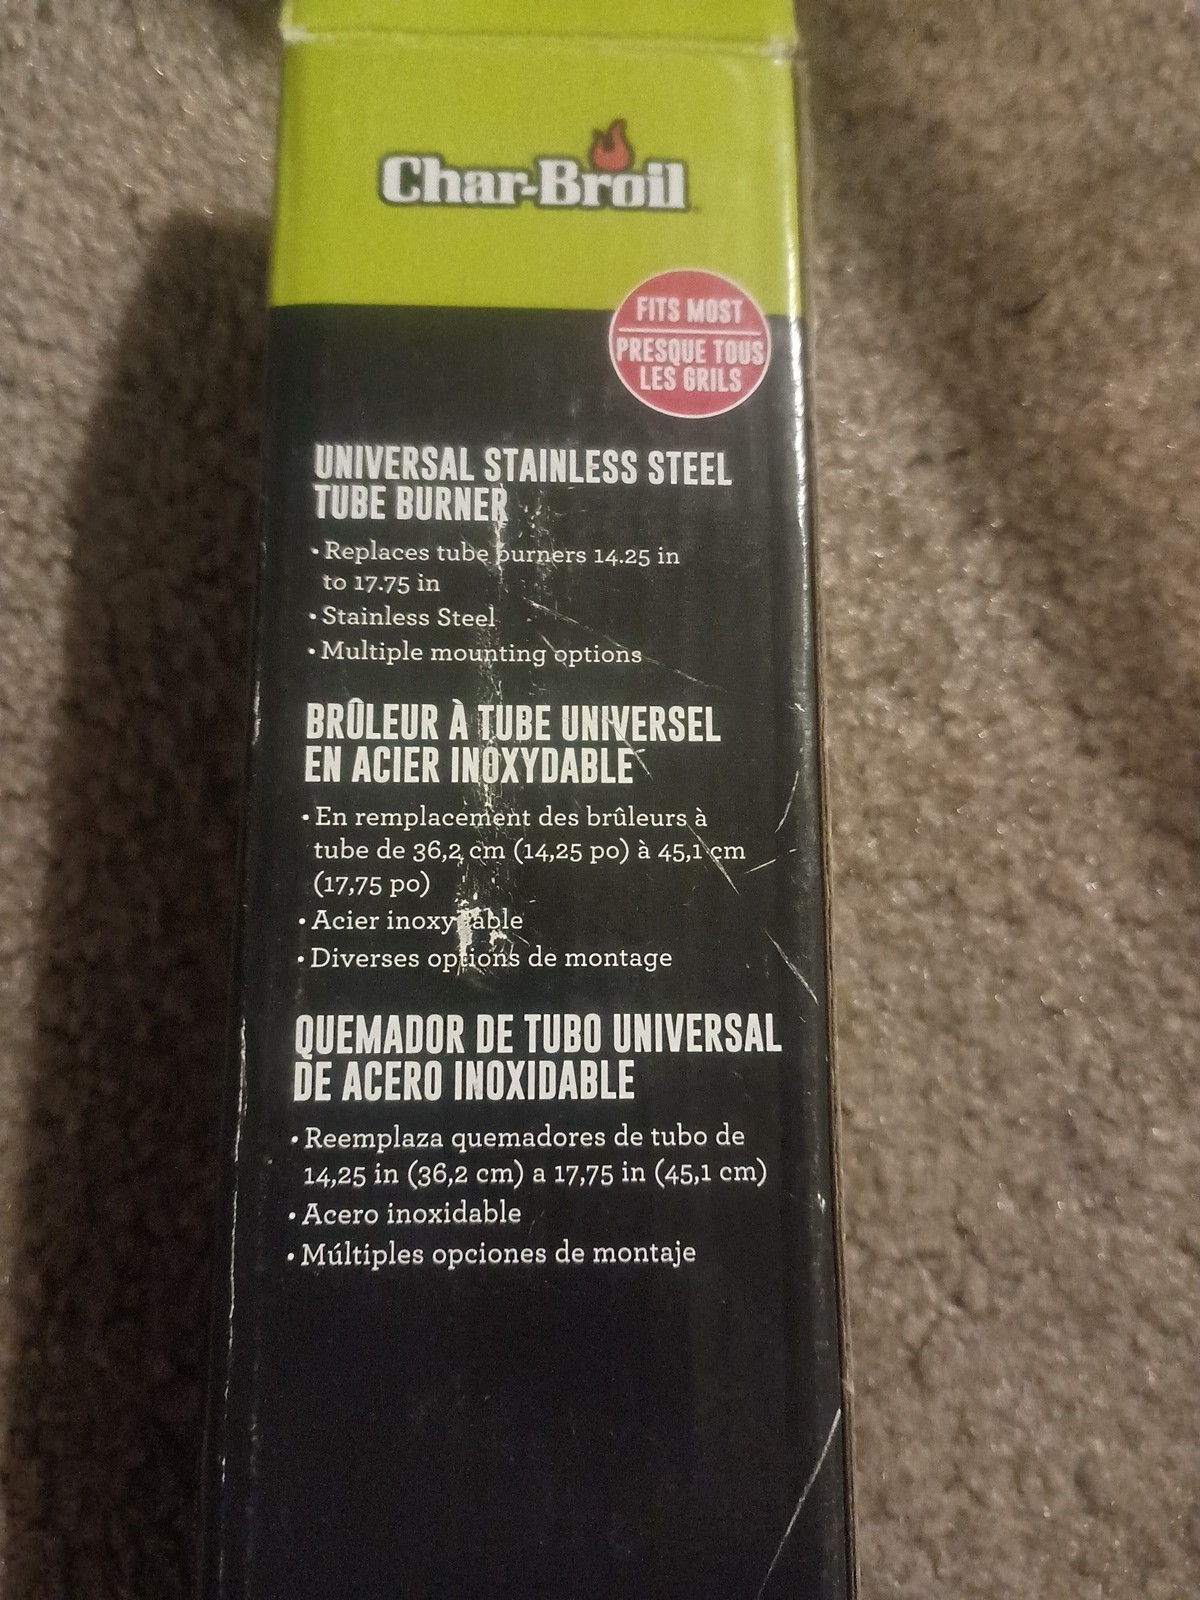 Char-Broil
FITS MOST
PRESQUE TOUS
LES GRILS
UNIVERSAL STAINLESS STEEL
TUBE BURNER
• Replaces tube burners 14.25 in
to 17.75 in
• Stainless Steel
• Multiple mounting options
BRÛLEUR À TUBE UNIVERSEL
EN ACIER INOXYDABLE
• En remplacement des brûleurs à
tube de 36,2 cm (14,25 po) à 45,1 cm
(17,75 po)
• Acier inoxydable
• Diverses options de montage
QUEMADOR DE TUBO UNIVERSAL
DE ACERO INOXIDABLE
• Reemplaza quemadores de tubo de
14,25 in (36,2 cm) a 17,75 in (45,1 cm)
• Acero inoxidable
• Múltiples opciones de montaje